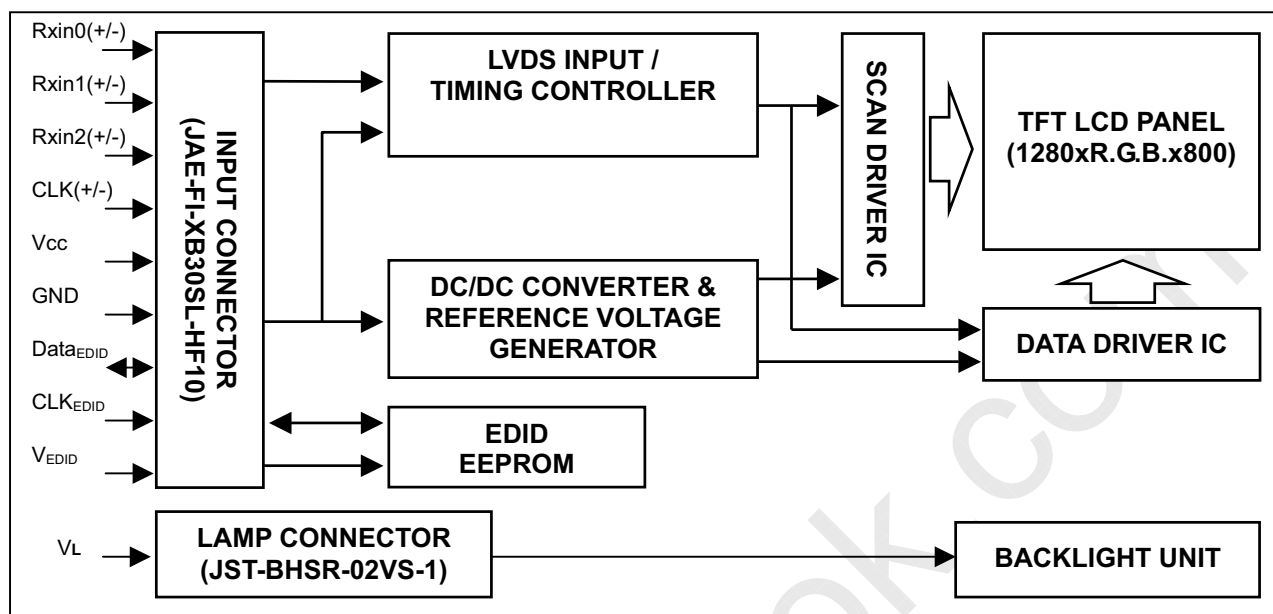 Rxin0(+/-)
Rxin1(+/-)
Rxin2(+/-)
CLK(+/-)
Vcc
GND
DataEDID
CLKEDID
VEDID
VL
INPUT CONNECTOR
(JAE-FI-XB30SL-HF10)
LVDS INPUT /
TIMING CONTROLLER
DC/DC CONVERTER &
REFERENCE VOLTAGE
GENERATOR
EDID
EEPROM
LAMP CONNECTOR
(JST-BHSR-02VS-1)
SCAN DRIVER IC
TFT LCD PANEL
(1280xR.G.B.x800)
DATA DRIVER IC
BACKLIGHT UNIT